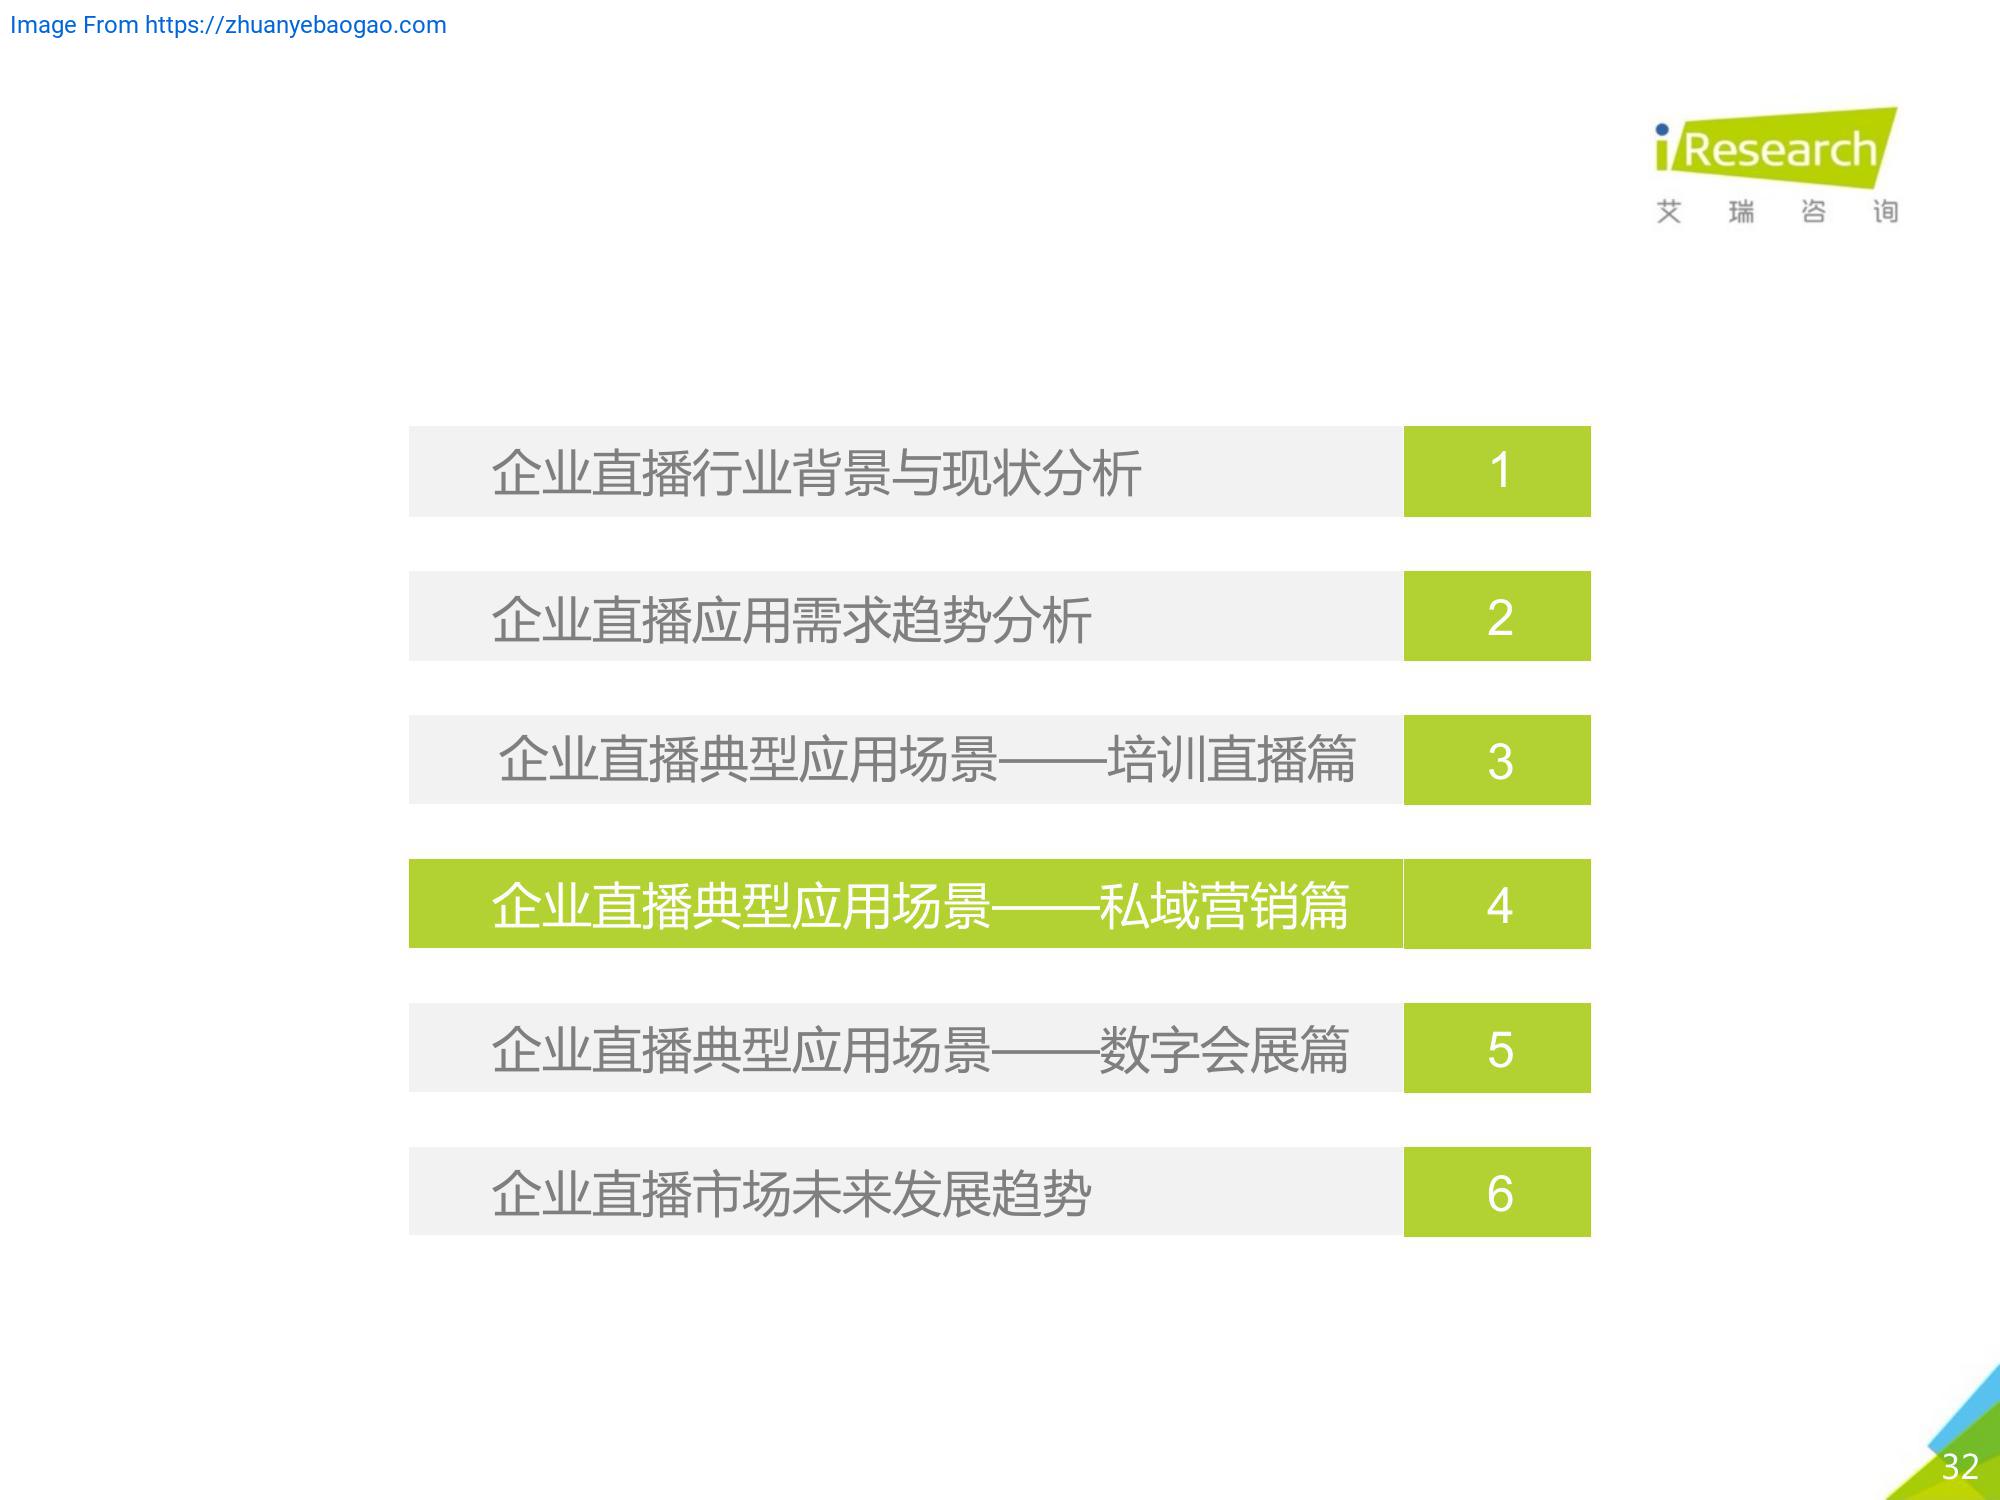 Image From https://zhuanyebaogao.com
iResearch
艾瑞咨询
企业直播行业背景与现状分析 1
企业直播应用需求趋势分析 2
企业直播典型应用场景——培训直播篇 3
企业直播典型应用场景——私域营销篇 4
企业直播典型应用场景——数字会展篇 5
企业直播市场未来发展趋势 6
32